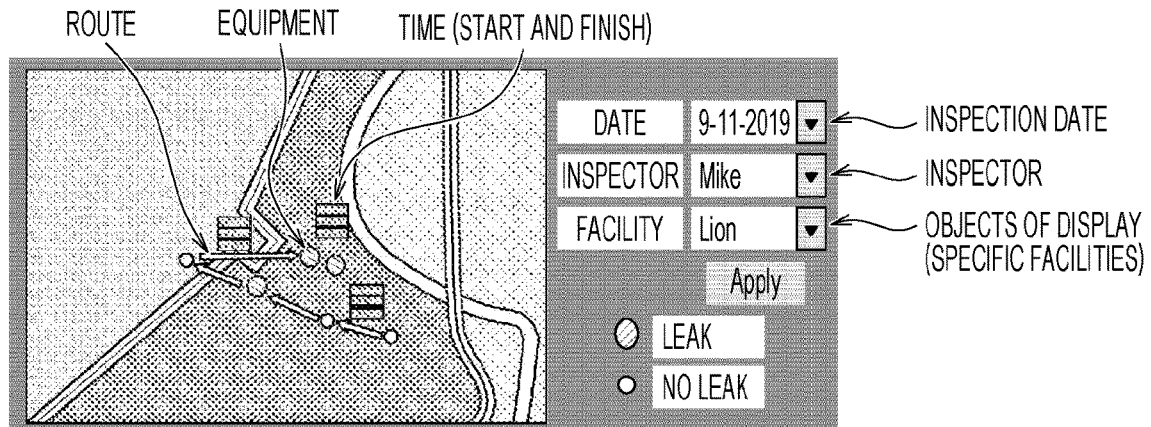 ROUTE
EQUIPMENT
TIME (START AND FINISH)
DATE 9-11-2019 INSPECTION DATE
INSPECTOR Mike INSPECTOR
FACILITY Lion OBJECTS OF DISPLAY
(SPECIFIC FACILITIES)
Apply
LEAK
NO LEAK